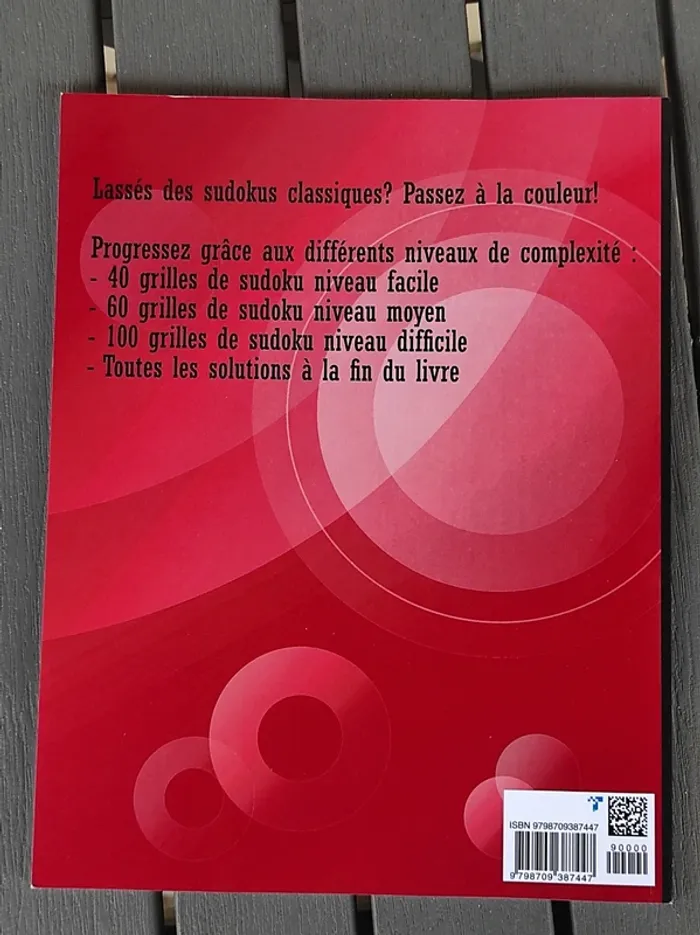 Lassés des sudokus classiques? Passez à la couleur!
Progressez grâce aux différents niveaux de complexité :
- 40 grilles de sudoku niveau facile
- 60 grilles de sudoku niveau moyen
- 100 grilles de sudoku niveau difficile
- Toutes les solutions à la fin du livre
ISBN 9798709387447
90000
9 798709 387447